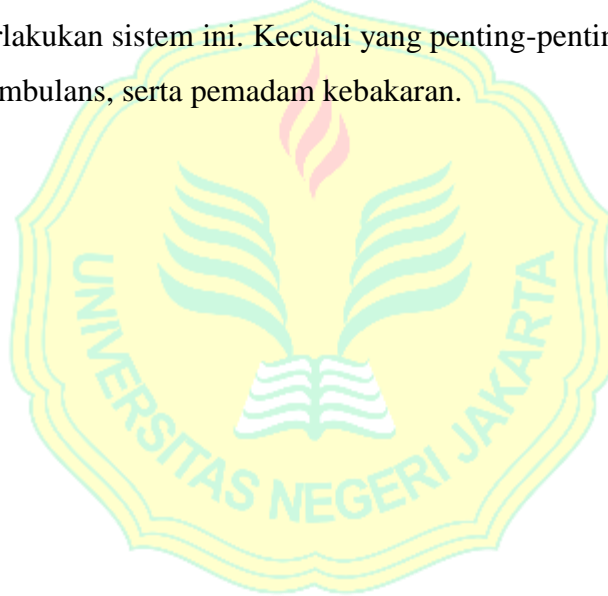 rlakukan sistem ini. Kecuali yang penting-pentin
mbulans, serta pemadam kebakaran.
UNIVERSITAS NEGERI JAKARTA